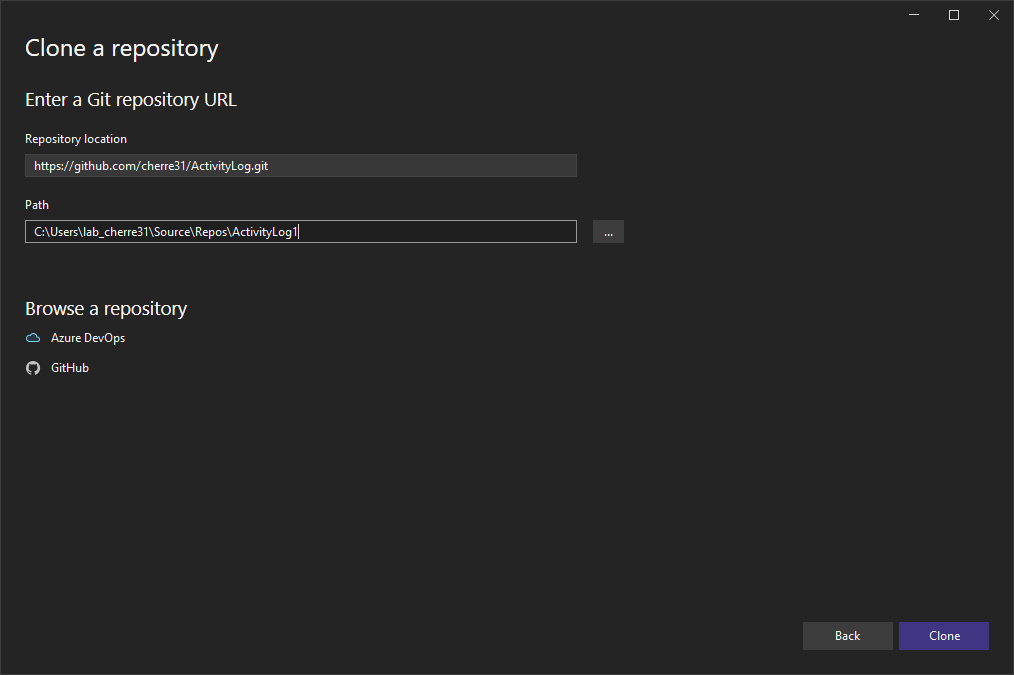 Clone a repository
Enter a Git repository URL
Repository location
https://github.com/cherre31/ActivityLog.git
Path
C:\Users\lab_cherre31\Source\Repos\ActivityLog1
...
Browse a repository
Azure DevOps
GitHub
Back
Clone